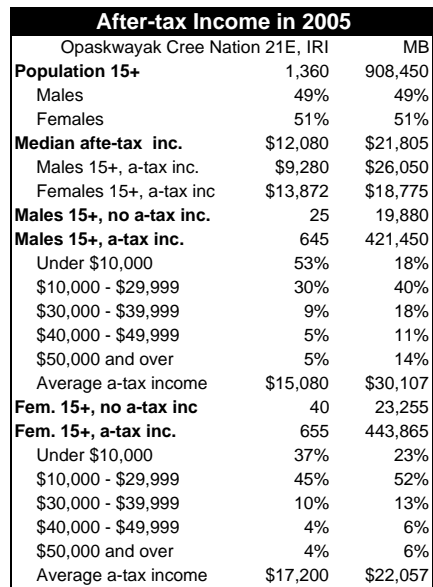 After-tax Income in 2005
Opaskwayak Cree Nation 21E, IRI MB
Population 15+ 1,360 908,450
Males 49% 49%
Females 51% 51%
Median afte-tax inc. $12,080 $21,805
Males 15+, a-tax inc. $9,280 $26,050
Females 15+, a-tax inc $13,872 $18,775
Males 15+, no a-tax inc. 25 19,880
Males 15+, a-tax inc. 645 421,450
Under $10,000 53% 18%
$10,000 - $29,999 30% 40%
$30,000 - $39,999 9% 18%
$40,000 - $49,999 5% 11%
$50,000 and over 5% 14%
Average a-tax income $15,080 $30,107
Fem. 15+, no a-tax inc 40 23,255
Fem. 15+, a-tax inc. 655 443,865
Under $10,000 37% 23%
$10,000 - $29,999 45% 52%
$30,000 - $39,999 10% 13%
$40,000 - $49,999 4% 6%
$50,000 and over 4% 6%
Average a-tax income $17,200 $22,057